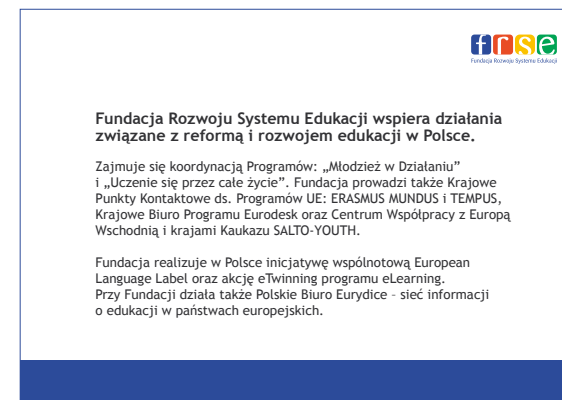 frse
Fundacja Rozwoju Systemu Edukacji
Fundacja Rozwoju Systemu Edukacji wspiera działania
związane z reformą i rozwojem edukacji w Polsce.
Zajmuje się koordynacją Programów: „Młodzież w Działaniu”
i „Uczenie się przez całe życie”. Fundacja prowadzi także Krajowe
Punkty Kontaktowe ds. Programów UE: ERASMUS MUNDUS i TEMPUS,
Krajowe Biuro Programu Eurodesk oraz Centrum Współpracy z Europą
Wschodnią i krajami Kaukazu SALTO-YOUTH.
Fundacja realizuje w Polsce inicjatywę wspólnotową European
Language Label oraz akcję eTwinning programu eLearning.
Przy Fundacji działa także Polskie Biuro Eurydice – sieć informacji
o edukacji w państwach europejskich.